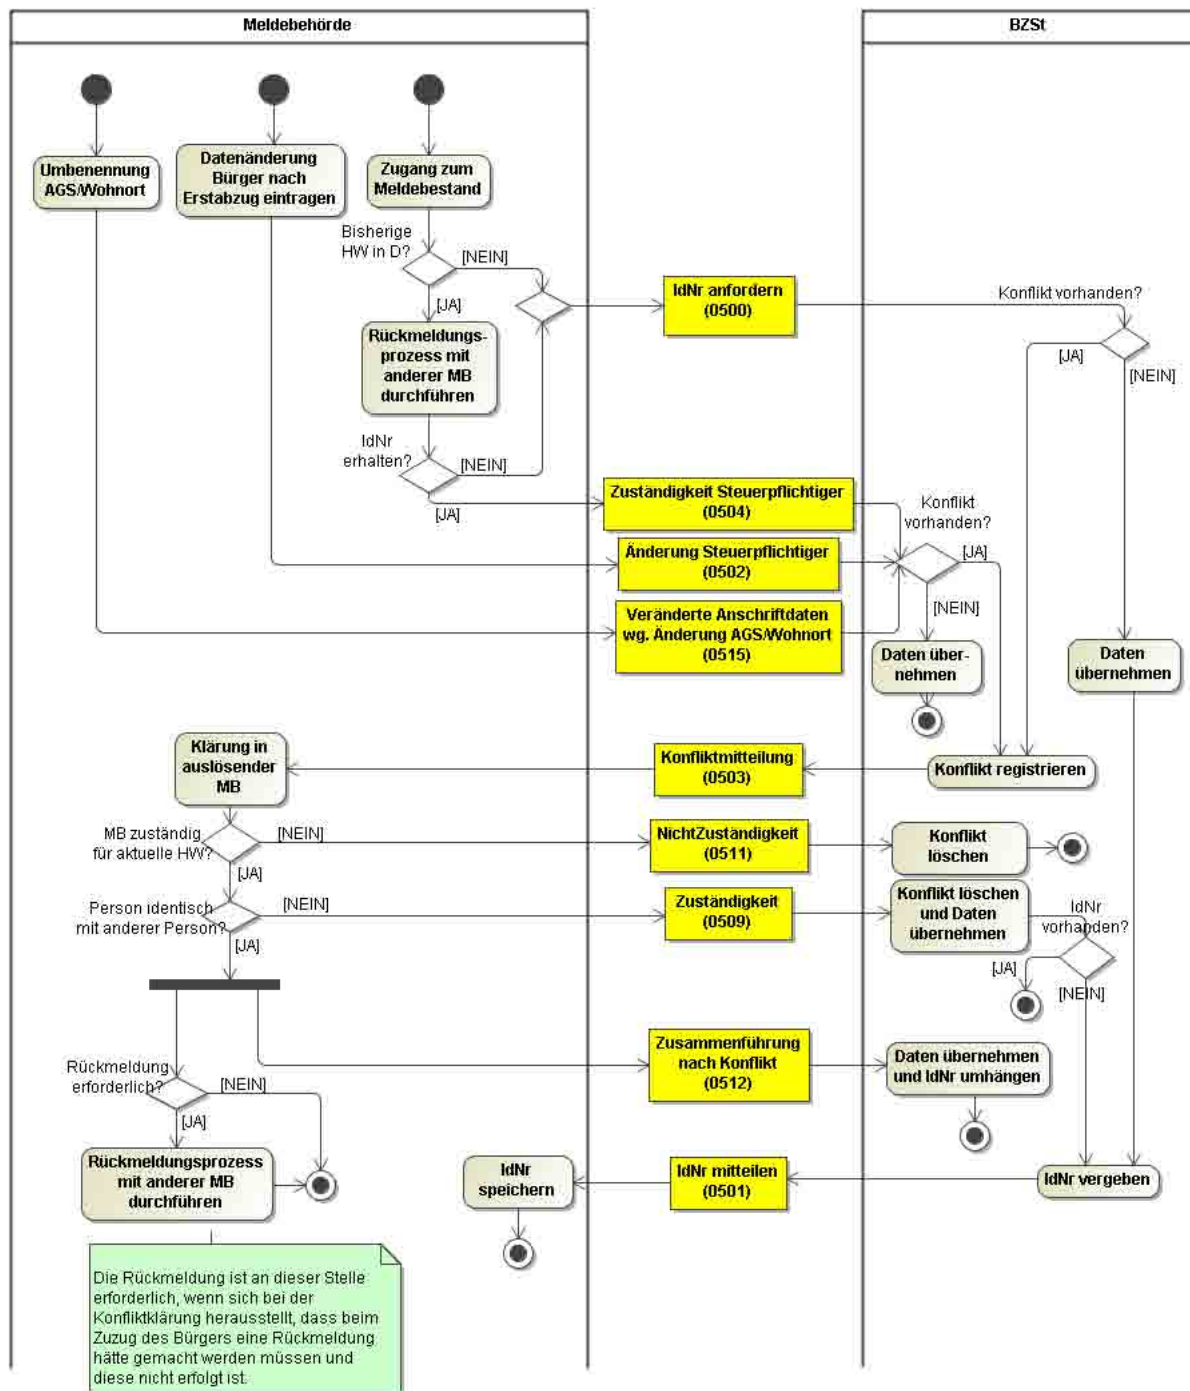 Meldebehörde
BZSt
Umbenennung
AGS/Wohnort
Datenänderung
Bürger nach
Erstabzug eintragen
Zugang zum
Meldebestand
Bisherige
HW in D?
[NEIN]
[JA]
IdNr anfordern
(0500)
Konflikt vorhanden?
[JA]
[NEIN]
Rückmeldungs-
prozess mit
anderer MB
durchführen
IdNr
erhalten?
[NEIN]
[JA]
Zuständigkeit Steuerpflichtiger
(0504)
Konflikt
vorhanden?
[JA]
[NEIN]
Änderung Steuerpflichtiger
(0502)
Veränderte Anschriftdaten
wg. Änderung AGS/Wohnort
(0515)
Daten über-
nehmen
Daten
übernehmen
Klärung in
auslösender
MB
Konfliktmitteilung
(0503)
Konflikt registrieren
MB zuständig
für aktuelle HW?
[NEIN]
[JA]
NichtZuständigkeit
(0511)
Konflikt
löschen
Person identisch
mit anderer Person?
[NEIN]
[JA]
Zuständigkeit
(0509)
Konflikt löschen
und Daten
übernehmen
IdNr
vorhanden?
[JA]
[NEIN]
Rückmeldung
erforderlich?
[NEIN]
[JA]
Zusammenführung
nach Konflikt
(0512)
Daten übernehmen
und IdNr umhängen
Rückmeldungsprozess
mit anderer MB
durchführen
IdNr
speichern
IdNr mitteilen
(0501)
IdNr vergeben
Die Rückmeldung ist an dieser Stelle
erforderlich, wenn sich bei der
Konfliktklärung herausstellt, dass beim
Zuzug des Bürgers eine Rückmeldung
hätte gemacht werden müssen und
diese nicht erfolgt ist.